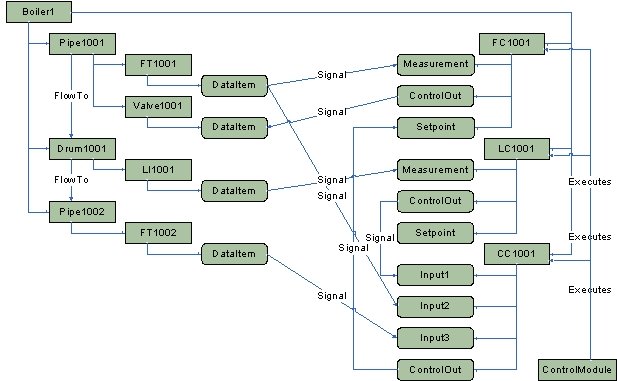 Boiler1
Pipe1001
FC1001
FT1001
Measurement
Signal
DataItem
FlowTo
Valve1001
ControlOut
Signal
DataItem
Setpoint
Drum1001
LC1001
LI1001
Measurement
FlowTo
Signal
Executes
DataItem
Signal
ControlOut
Pipe1002
FT1002
Setpoint
Signal
Executes
Signal
DataItem
CC1001
Input1
Signal
Executes
Input2
Input3
ControlOut
ControlModule